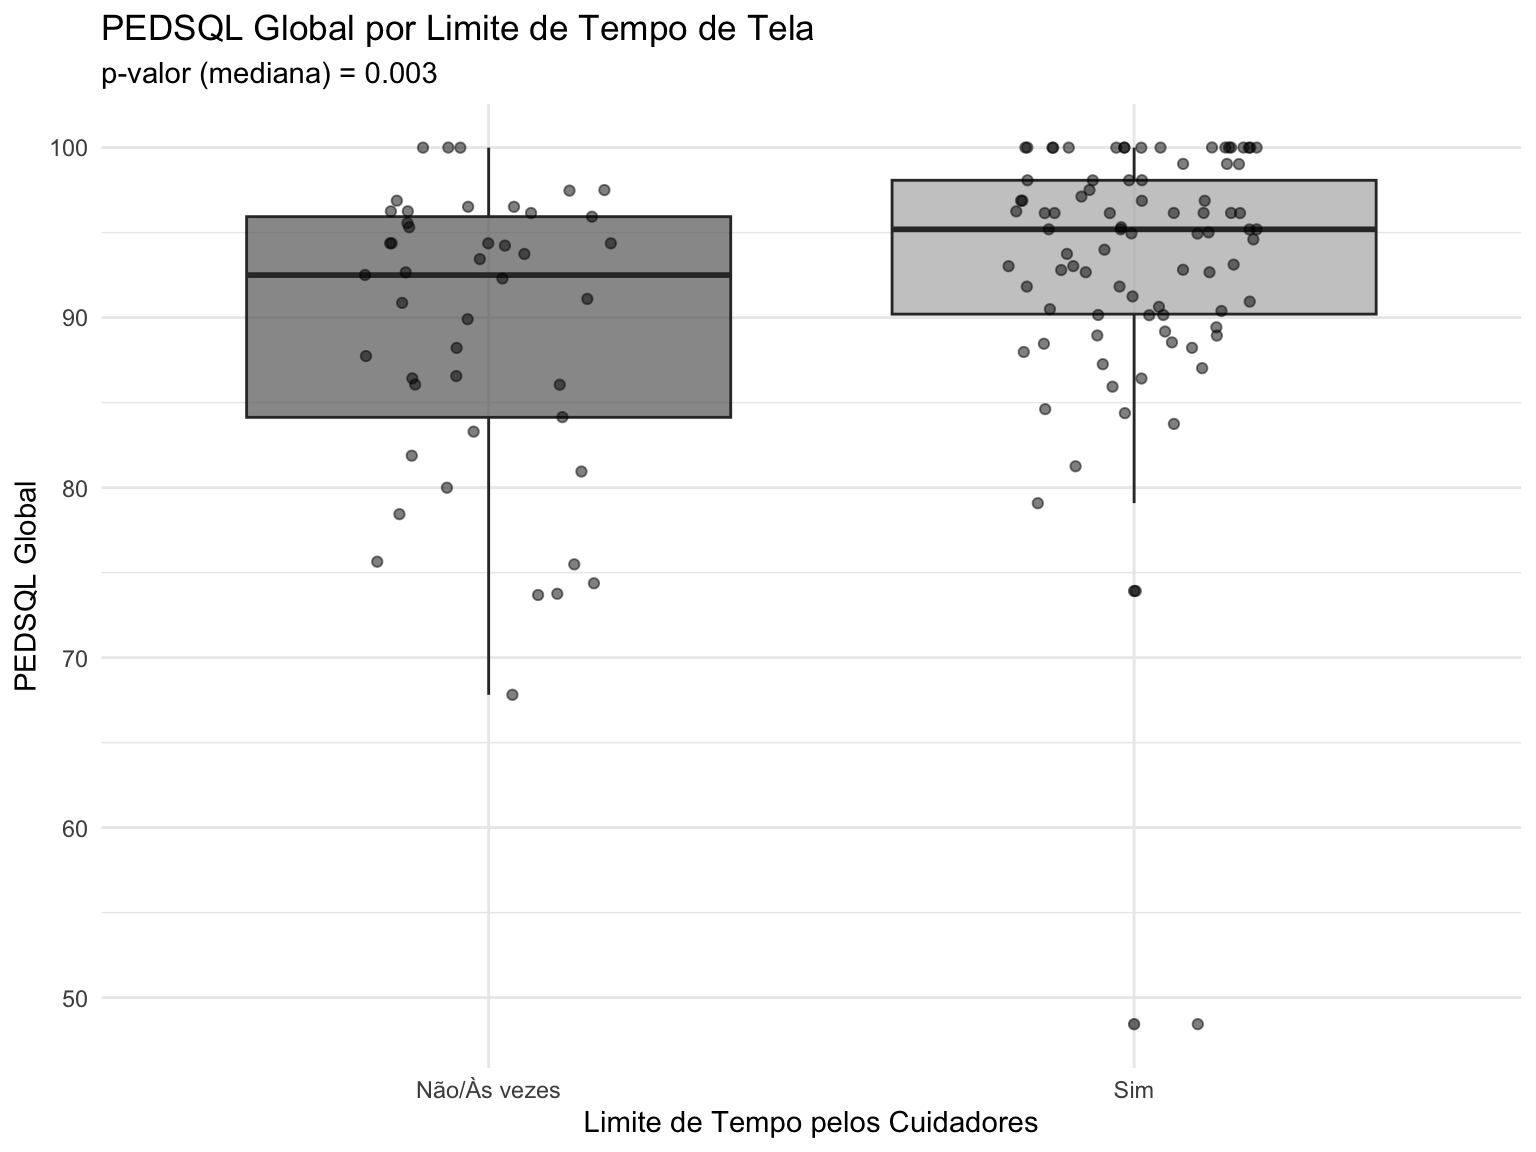 PEDSQL Global por Limite de Tempo de Tela
p-valor (mediana) = 0.003
100
90
80
70
60
50
PEDSQL Global
Não/Às vezes
Sim
Limite de Tempo pelos Cuidadores